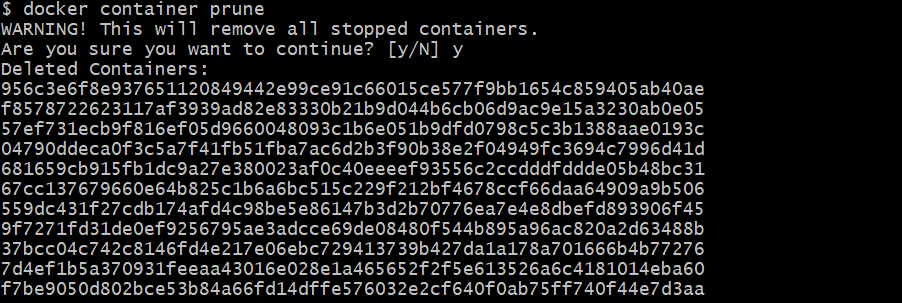 $ docker container prune
WARNING! This will remove all stopped containers.
Are you sure you want to continue? [y/N] y
Deleted Containers:
956c3e6f8e937651120849442e99ce91c66015ce577f9bb1654c859405ab40ae
f8578722623117af3939ad82e83330b21b9d044b6cb06d9ac9e15a3230ab0e05
57ef731ecb9f816ef05d9660048093c1b6e051b9dfd0798c5c3b1388aae0193c
04790ddeca0f3c5a7f41fb51fba7ac6d2b3f90b38e2f04949fc3694c7996d41d
681659cb915fb1dc9a27e380023af0c40eeeef93556c2ccdddfddde05b48bc31
67cc137679660e64b825c1b6a6bc515c229f212bf4678ccf66daa64909a9b506
559dc431f27cdb174afd4c98be5e86147b3d2b70776ea7e4e8dbefd893906f45
9f7271fd31de0ef9256795ae3adcce69de08480f544b895a96ac820a2d63488b
37bcc04c742c8146fd4e217e06ebc729413739b427da1a178a701666b4b77276
7d4ef1b5a370931feeaa43016e028e1a465652f2f5e613526a6c4181014eba60
f7be9050d802bce53b84a66fd14dffe576032e2cf640f0ab75ff740f44e7d3aa